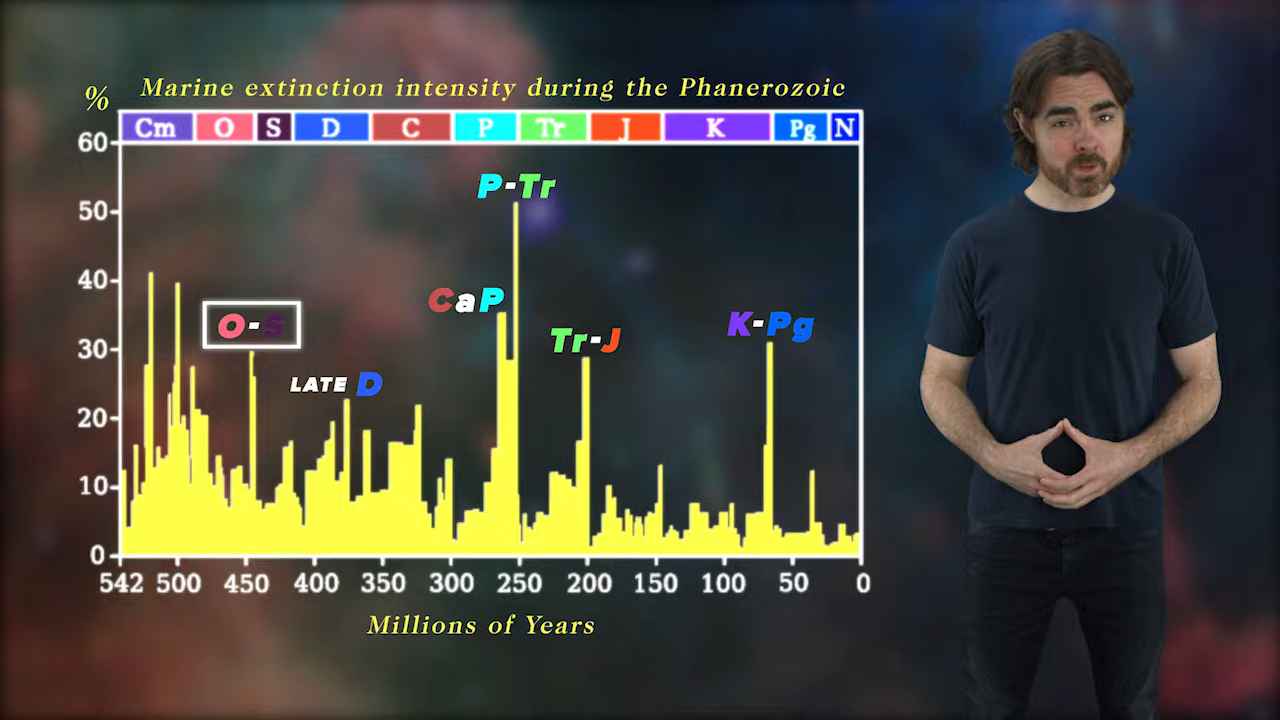 Marine extinction intensity during the Phanerozoic
%
Cm O S D C P Tr J K Pg N
60
50
40
30
20
10
0
P-Tr
CaP
O-S
K-Pg
Tr-J
LATE D
542 500 450 400 350 300 250 200 150 100 50 0
Millions of Years